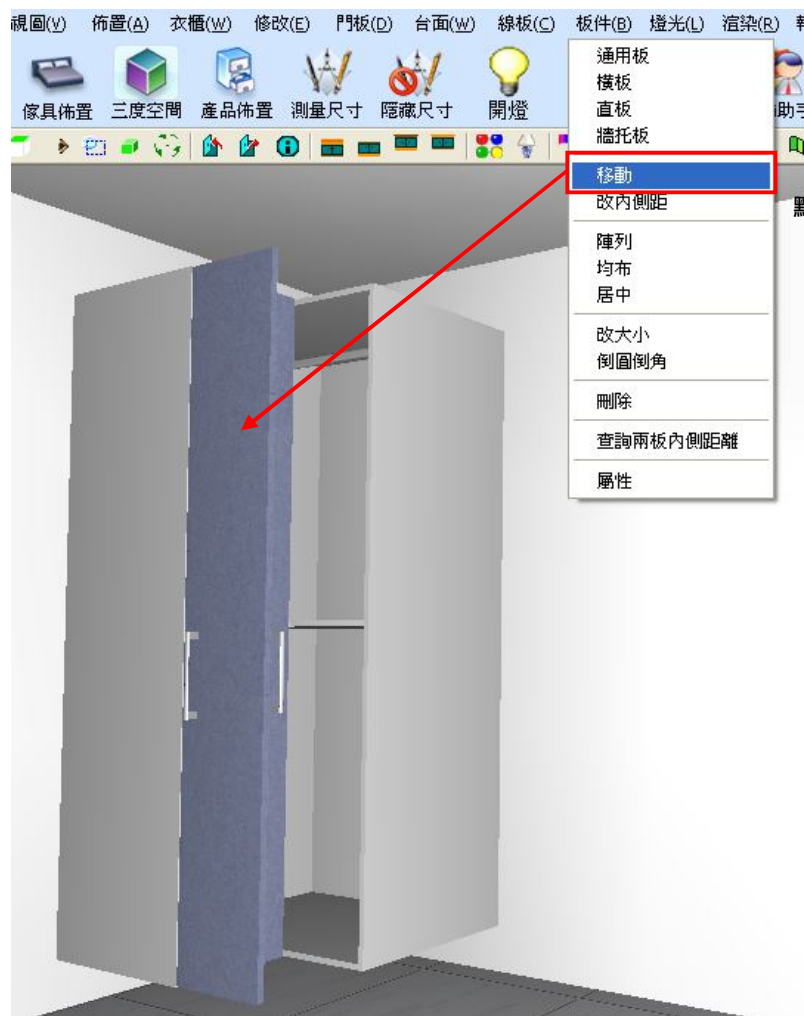 視圖(V) 佈置(A) 衣櫃(W) 修改(E) 門板(D) 台面(W) 線板(C) 板件(B) 燈光(L) 渲染(R)
傢具佈置 三度空間 產品佈置 測量尺寸 隱藏尺寸 開燈 助手
通用板
橫板
直板
牆托板
移動
改內側距
陣列
均布
居中
改大小
倒圓倒角
刪除
查詢兩板內側距離
屬性